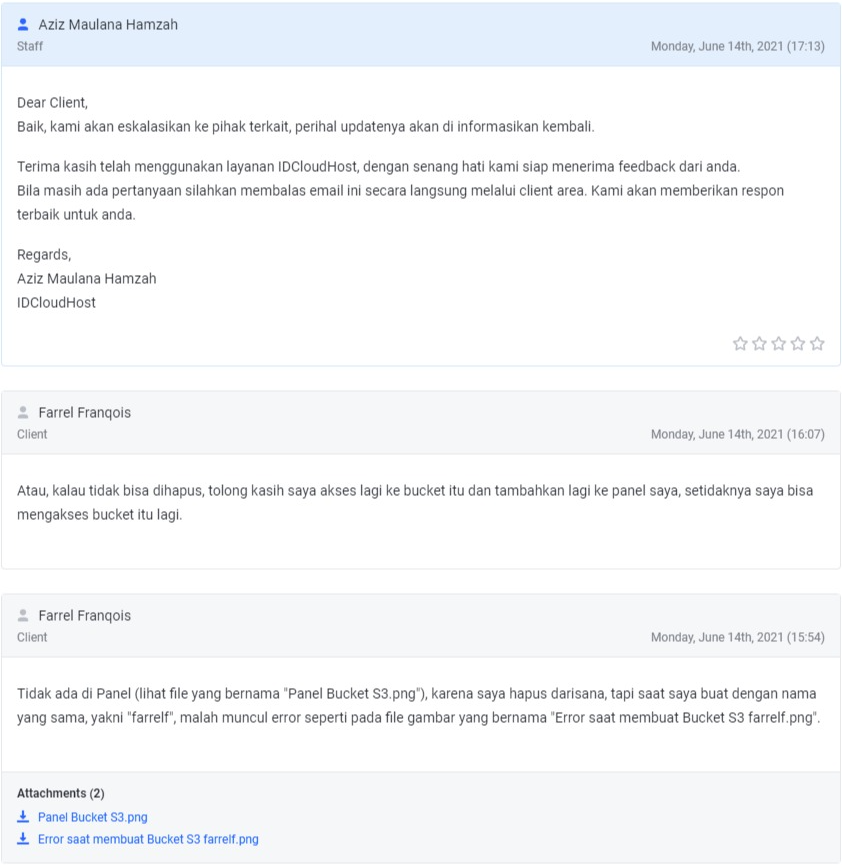 Aziz Maulana Hamzah
Staff
Monday, June 14th, 2021 (17:13)
Dear Client,
Baik, kami akan eskalasikan ke pihak terkait, perihal updatenya akan di informasikan kembali.
Terima kasih telah menggunakan layanan IDCloudHost, dengan senang hati kami siap menerima feedback dari anda.
Bila masih ada pertanyaan silahkan membalas email ini secara langsung melalui client area. Kami akan memberikan respon
terbaik untuk anda.
Regards,
Aziz Maulana Hamzah
IDCloudHost
Farrel Franqois
Client
Monday, June 14th, 2021 (16:07)
Atau, kalau tidak bisa dihapus, tolong kasih saya akses lagi ke bucket itu dan tambahkan lagi ke panel saya, setidaknya saya bisa
mengakses bucket itu lagi.
Farrel Franqois
Client
Monday, June 14th, 2021 (15:54)
Tidak ada di Panel (lihat file yang bernama "Panel Bucket S3.png"), karena saya hapus darisana, tapi saat saya buat dengan nama
yang sama, yakni "farrelf", malah muncul error seperti pada file gambar yang bernama "Error saat membuat Bucket S3 farrelf.png".
Attachments (2)
Panel Bucket S3.png
Error saat membuat Bucket S3 farrelf.png